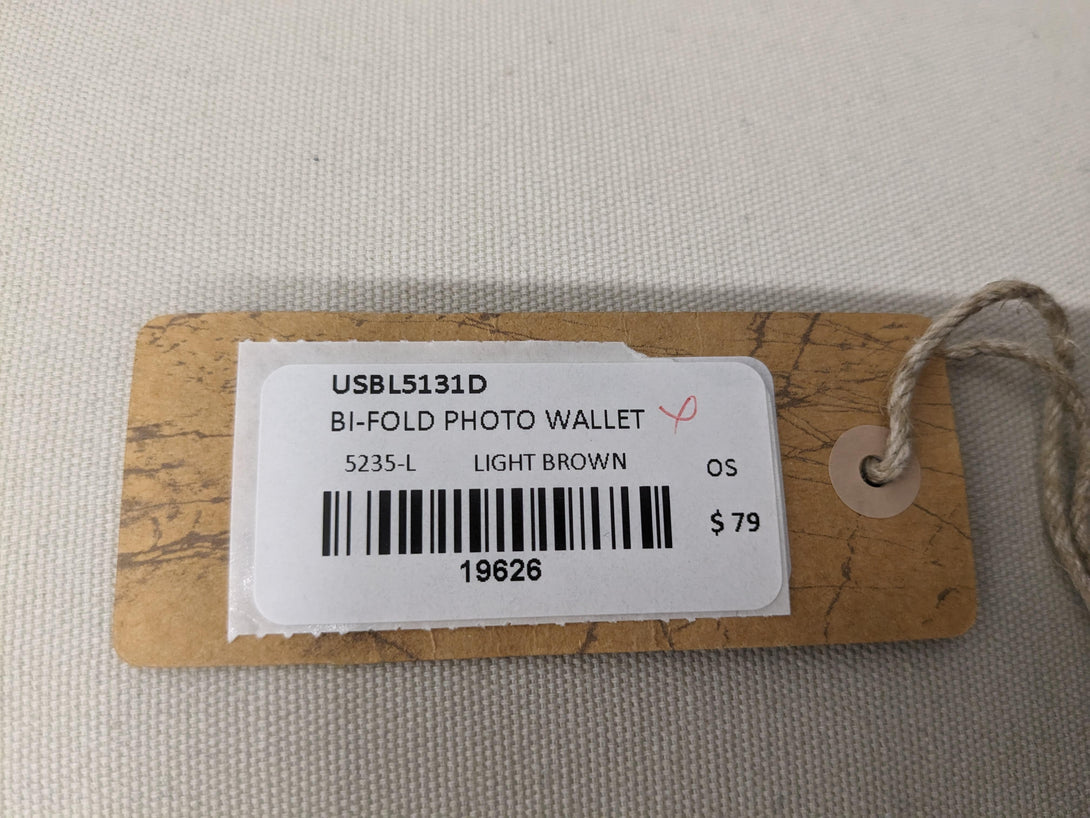 USBL5131D
BI-FOLD PHOTO WALLET
5235-L LIGHT BROWN OS
$ 79
19626